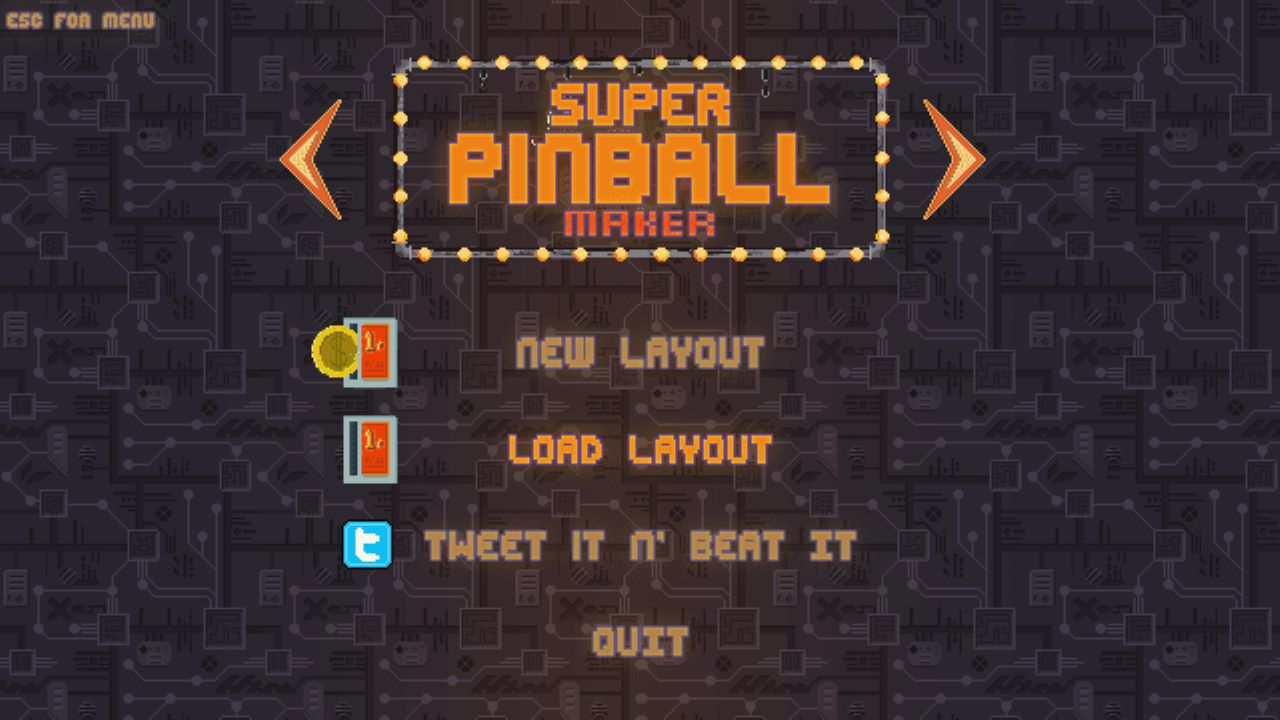 ESC FOR MENU
SUPER
PINBALL
MAKER
NEW LAYOUT
LOAD LAYOUT
TWEET IT N' BEAT IT
QUIT